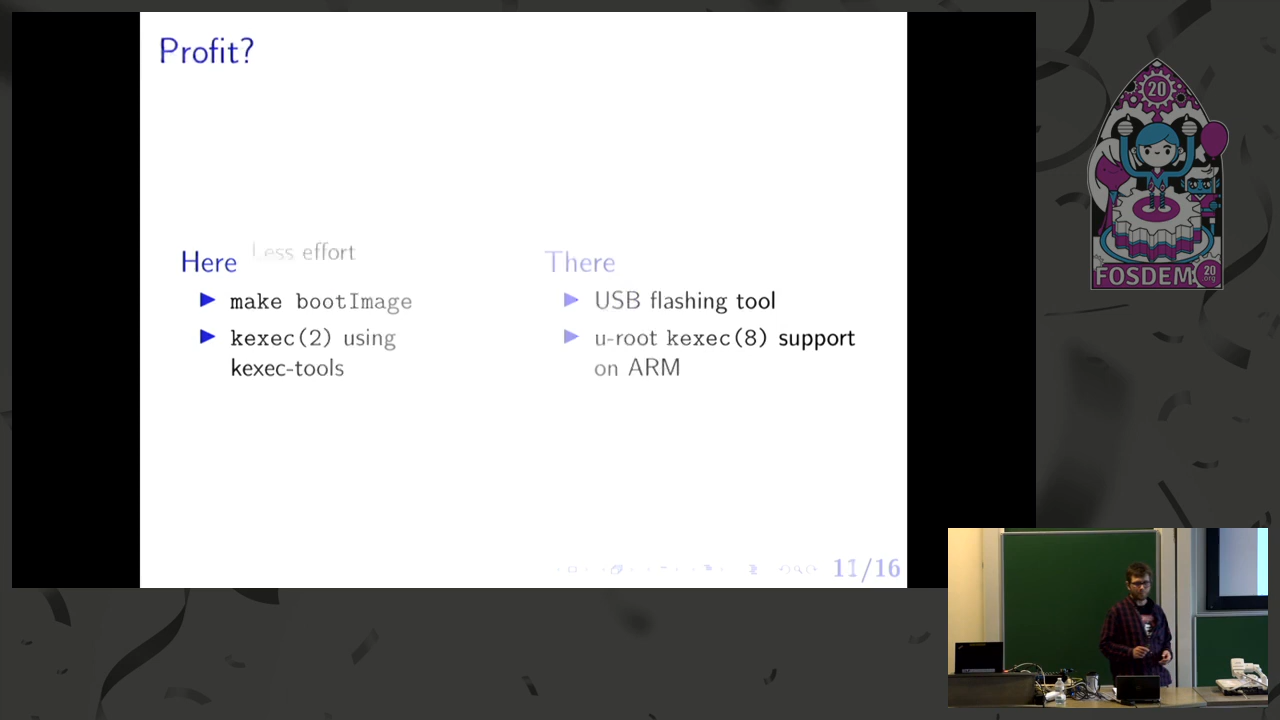 Profit?
Less effort
Here
make bootImage
kexec(2) using
kexec-tools
There
USB flashing tool
u-root kexec(8) support
on ARM
11/16
20
FOSDEM
20
org